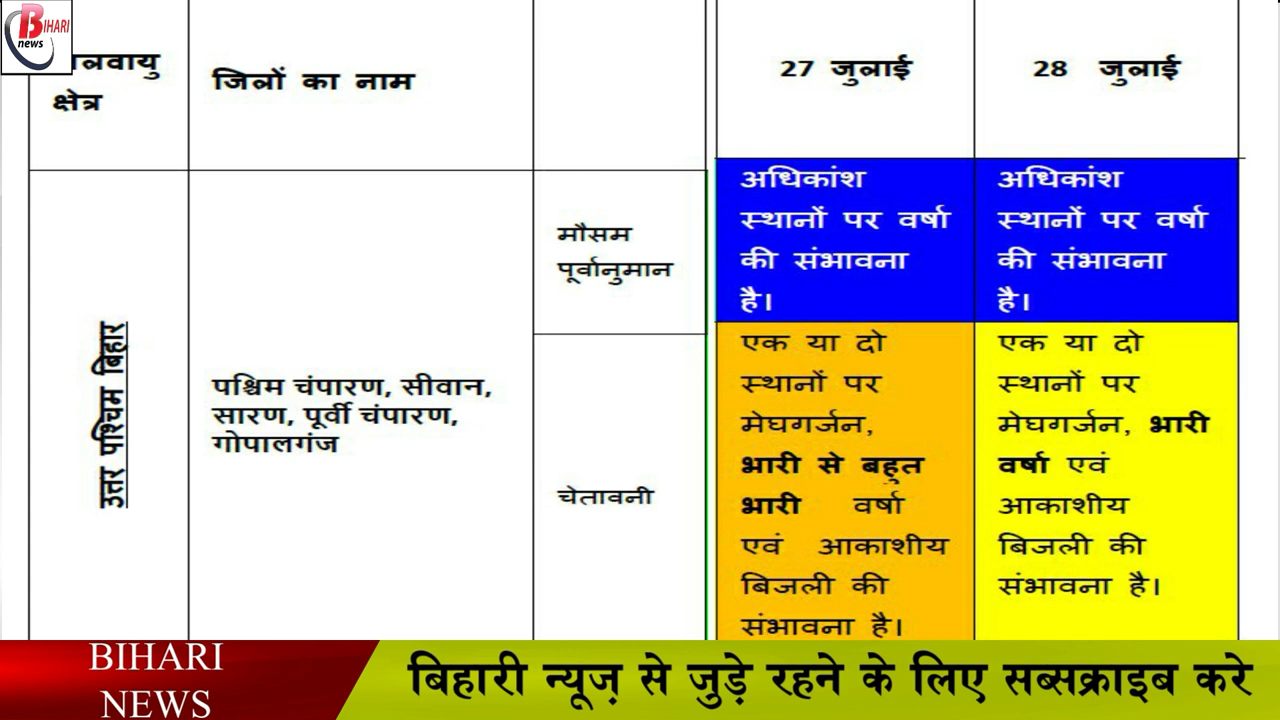 BIHARI
news
क्षेत्र
जिलों का नाम
27 जुलाई
28 जुलाई
उत्तर पश्चिम बिहार
पश्चिम चंपारण, सीवान,
सारण, पूर्वी चंपारण,
गोपालगंज
मौसम
पूर्वानुमान
अधिकांश
स्थानों पर वर्षा
की संभावना
है।
अधिकांश
स्थानों पर वर्षा
की संभावना
है।
चेतावनी
एक या दो
स्थानों पर
मेघगर्जन,
भारी से बहुत
भारी वर्षा
एवं आकाशीय
बिजली की
संभावना है।
एक या दो
स्थानों पर
मेघगर्जन, भारी
वर्षा एवं
आकाशीय
बिजली की
संभावना है।
BIHARI
NEWS
बिहारी न्यूज़ से जुड़े रहने के लिए सब्सक्राइब करे